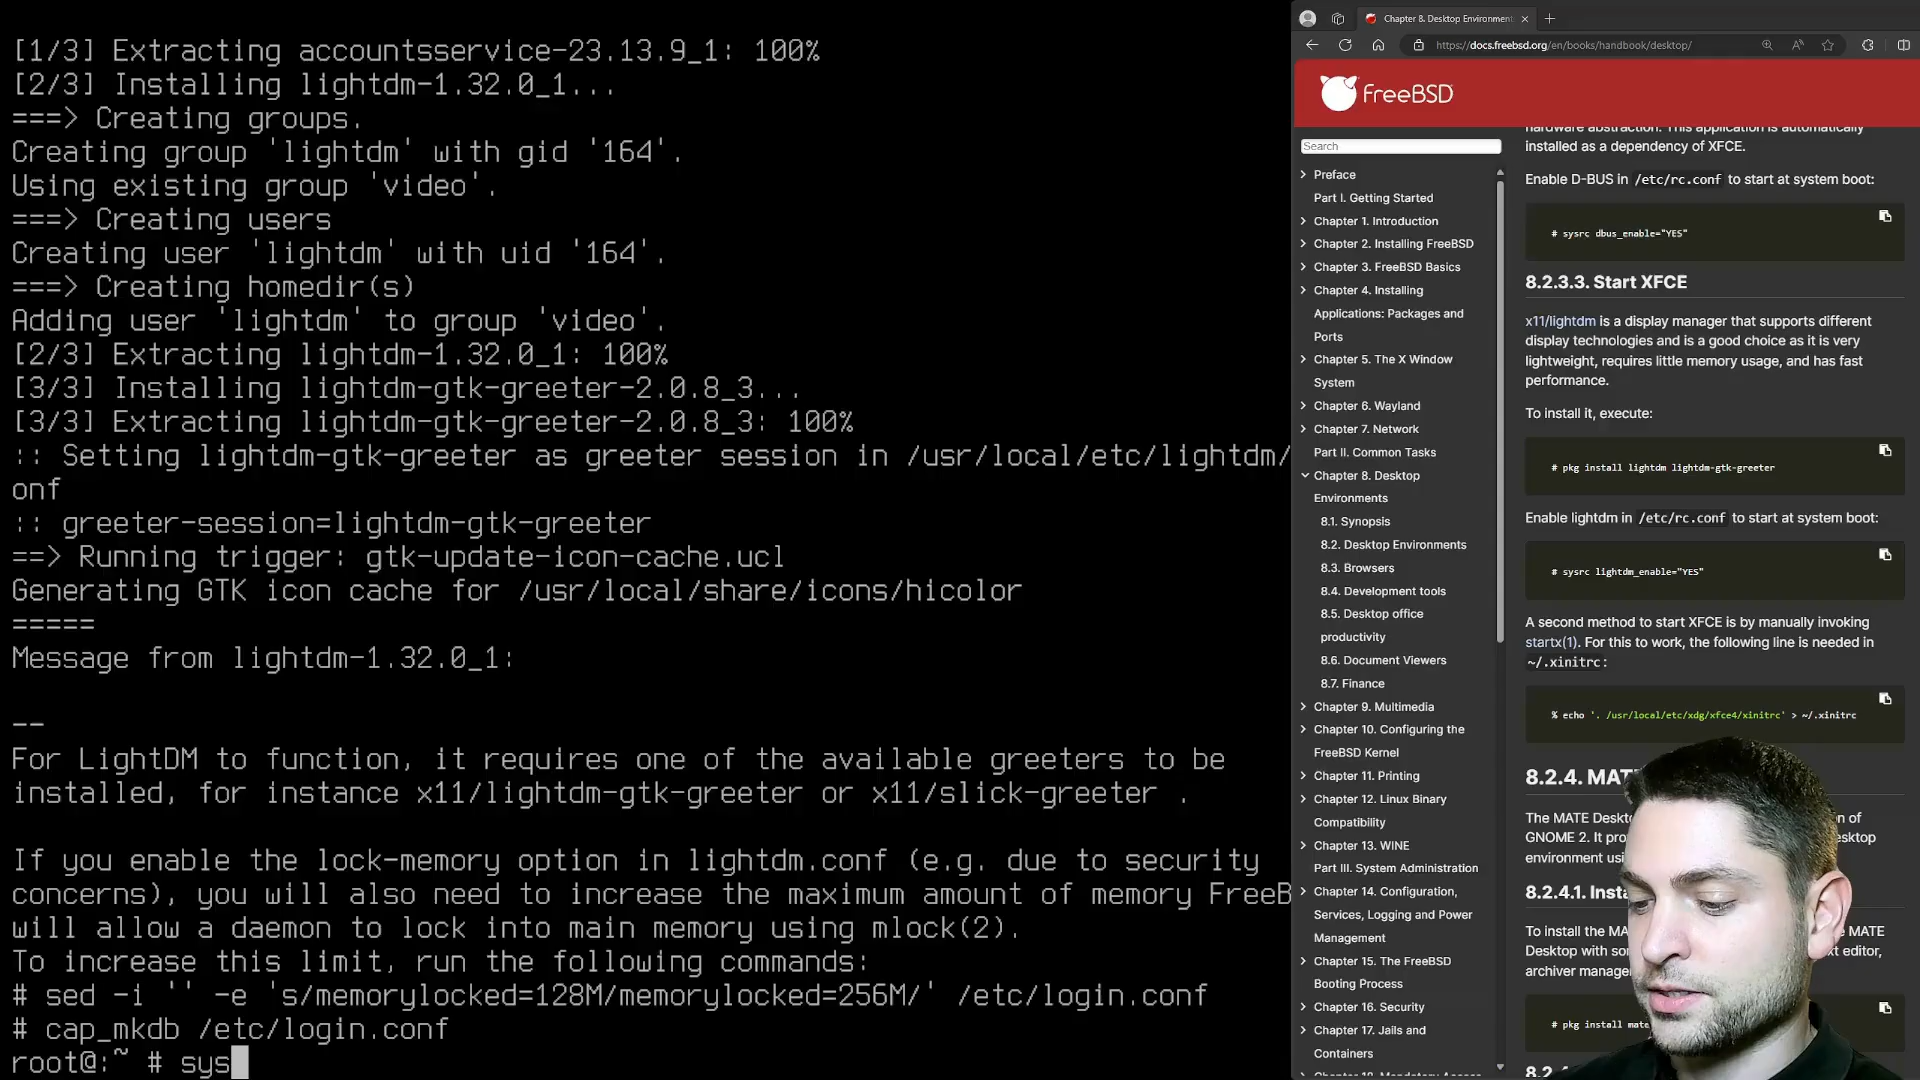 [1/3] Extracting accountsservice-23.13.9_1: 100%
[2/3] Installing lightdm-1.32.0_1...
===> Creating groups.
Creating group 'lightdm' with gid '164'.
Using existing group 'video'.
===> Creating users
Creating user 'lightdm' with uid '164'.
===> Creating homedir(s)
Adding user 'lightdm' to group 'video'.
[2/3] Extracting lightdm-1.32.0_1: 100%
[3/3] Installing lightdm-gtk-greeter-2.0.8_3...
[3/3] Extracting lightdm-gtk-greeter-2.0.8_3: 100%
:: Setting lightdm-gtk-greeter as greeter session in /usr/local/etc/lightdm/
onf
:: greeter-session=lightdm-gtk-greeter
==> Running trigger: gtk-update-icon-cache.ucl
Generating GTK icon cache for /usr/local/share/icons/hicolor
=====
Message from lightdm-1.32.0_1:
--
For LightDM to function, it requires one of the available greeters to be
installed, for instance x11/lightdm-gtk-greeter or x11/slick-greeter .
If you enable the lock-memory option in lightdm.conf (e.g. due to security
concerns), you will also need to increase the maximum amount of memory FreeB
will allow a daemon to lock into main memory using mlock(2).
To increase this limit, run the following commands:
# sed -i '' -e 's/memorylocked=128M/memorylocked=256M/' /etc/login.conf
# cap_mkdb /etc/login.conf
root@:~ # sys
Chapter 8. Desktop Environment
https://docs.freebsd.org/en/books/handbook/desktop/
FreeBSD
Search
Preface
Part I. Getting Started
Chapter 1. Introduction
Chapter 2. Installing FreeBSD
Chapter 3. FreeBSD Basics
Chapter 4. Installing
Applications: Packages and
Ports
Chapter 5. The X Window
System
Chapter 6. Wayland
Chapter 7. Network
Part II. Common Tasks
Chapter 8. Desktop
Environments
8.1. Synopsis
8.2. Desktop Environments
8.3. Browsers
8.4. Development tools
8.5. Desktop office
productivity
8.6. Document Viewers
8.7. Finance
Chapter 9. Multimedia
Chapter 10. Configuring the
FreeBSD Kernel
Chapter 11. Printing
Chapter 12. Linux Binary
Compatibility
Chapter 13. WINE
Part III. System Administration
Chapter 14. Configuration,
Services, Logging and Power
Management
Chapter 15. The FreeBSD
Booting Process
Chapter 16. Security
Chapter 17. Jails and
Containers
hardware abstraction. This application is automatically
installed as a dependency of XFCE.
Enable D-BUS in /etc/rc.conf to start at system boot:
# sysrc dbus_enable="YES"
8.2.3.3. Start XFCE
x11/lightdm is a display manager that supports different
display technologies and is a good choice as it is very
lightweight, requires little memory usage, and has fast
performance.
To install it, execute:
# pkg install lightdm lightdm-gtk-greeter
Enable lightdm in /etc/rc.conf to start at system boot:
# sysrc lightdm_enable="YES"
A second method to start XFCE is by manually invoking
startx(1). For this to work, the following line is needed in
~/.xinitrc:
% echo '. /usr/local/etc/xdg/xfce4/xinitrc' > ~/.xinitrc
8.2.4. MAT
The MATE Deskt n of
GNOME 2. It pro esktop
environment usi
8.2.4.1. Insta
To install the MA e MATE
Desktop with so xt editor,
archiver manage
# pkg install mate